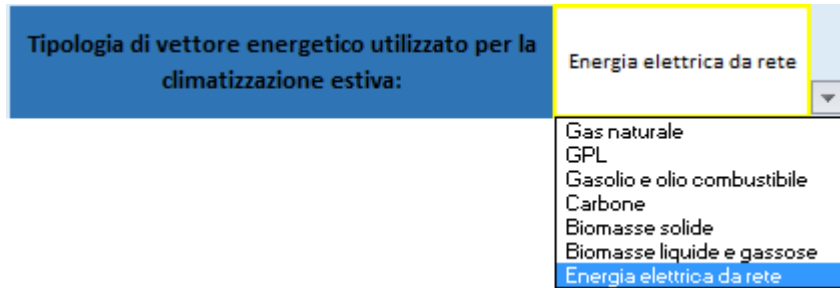 Tipologia di vettore energetico utilizzato per la
climatizzazione estiva:
Energia elettrica da rete
Gas naturale
GPL
Gasolio e olio combustibile
Carbone
Biomasse solide
Biomasse liquide e gassose
Energia elettrica da rete